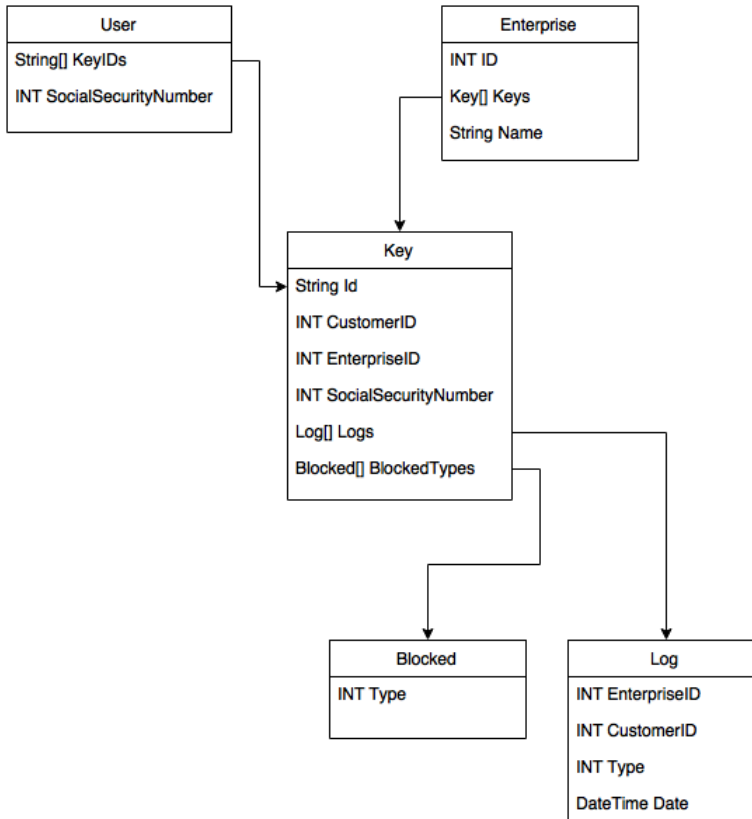 User
String[] KeyIDs
INT SocialSecurityNumber
Enterprise
INT ID
Key[] Keys
String Name
Key
String Id
INT CustomerID
INT EnterpriseID
INT SocialSecurityNumber
Log[] Logs
Blocked[] BlockedTypes
Blocked
INT Type
Log
INT EnterpriseID
INT CustomerID
INT Type
DateTime Date